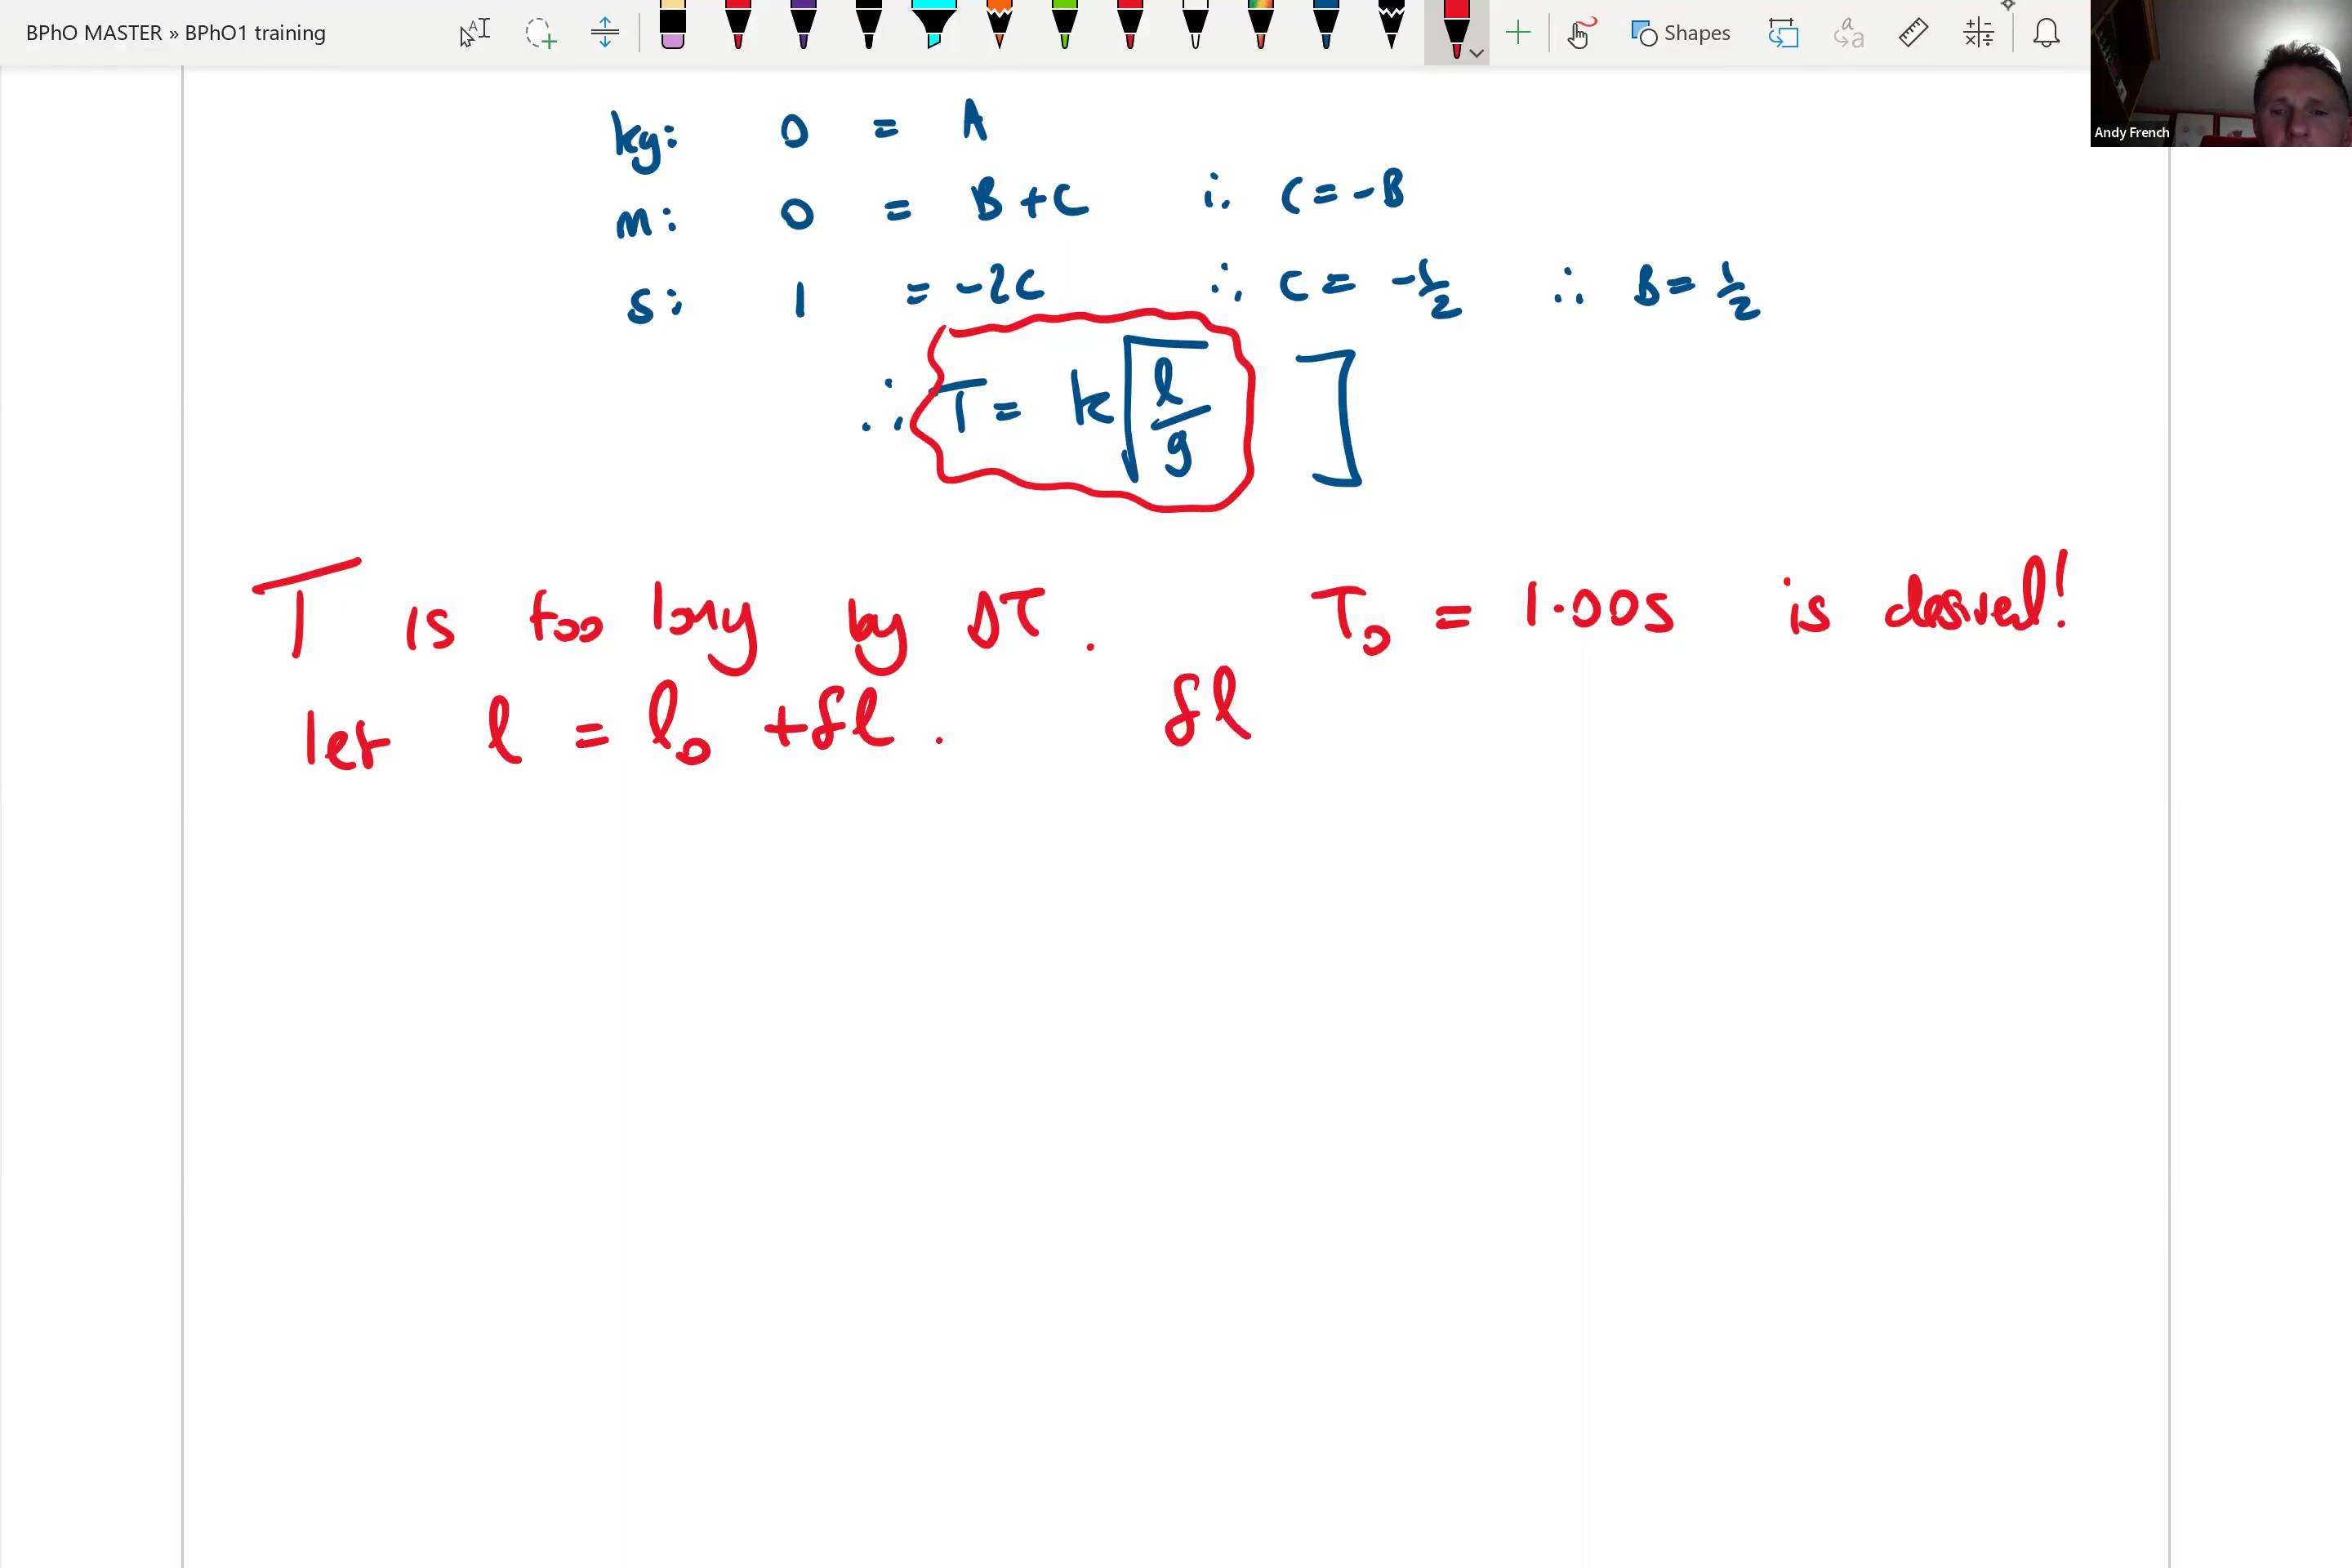 BPhO MASTER » BPhO1 training
Shapes
Andy French
kg: 0 = A
m: 0 = B + C ∴ C = -B
s: 1 = -2C ∴ C = -1/2 ∴ B = 1/2
∴ T = k √(l/g) ]
T is too long by ΔT. T₀ = 1.00s is desired!
let l = l₀ + δl. δl